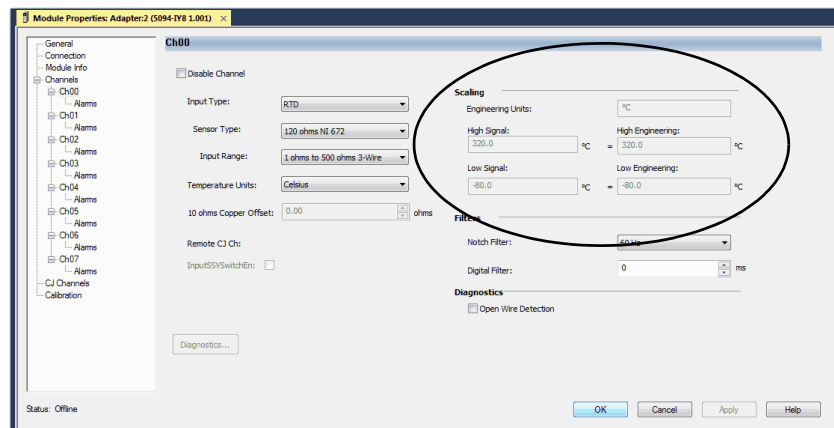 Module Properties: Adapter:2 (5094-IY8 1.001) ×
General
Connection
Module Info
Channels
Ch00
Alarms
Ch01
Alarms
Ch02
Alarms
Ch03
Alarms
Ch04
Alarms
Ch05
Alarms
Ch06
Alarms
Ch07
Alarms
CJ Channels
Calibration
Ch00
Disable Channel
Input Type: RTD
Sensor Type: 120 ohms NI 672
Input Range: 1 ohms to 500 ohms 3-Wire
Temperature Units: Celsius
10 ohms Copper Offset: 0.00 ohms
Remote CJ Ch:
InputSSVSwitchEn:
Diagnostics...
Scaling
Engineering Units: °C
High Signal: High Engineering:
320.0 °C = 320.0 °C
Low Signal: Low Engineering:
-80.0 °C = -80.0 °C
Filters
Notch Filter: 60 Hz
Digital Filter: 0 ms
Diagnostics
Open Wire Detection
Status: Offline
OK Cancel Apply Help